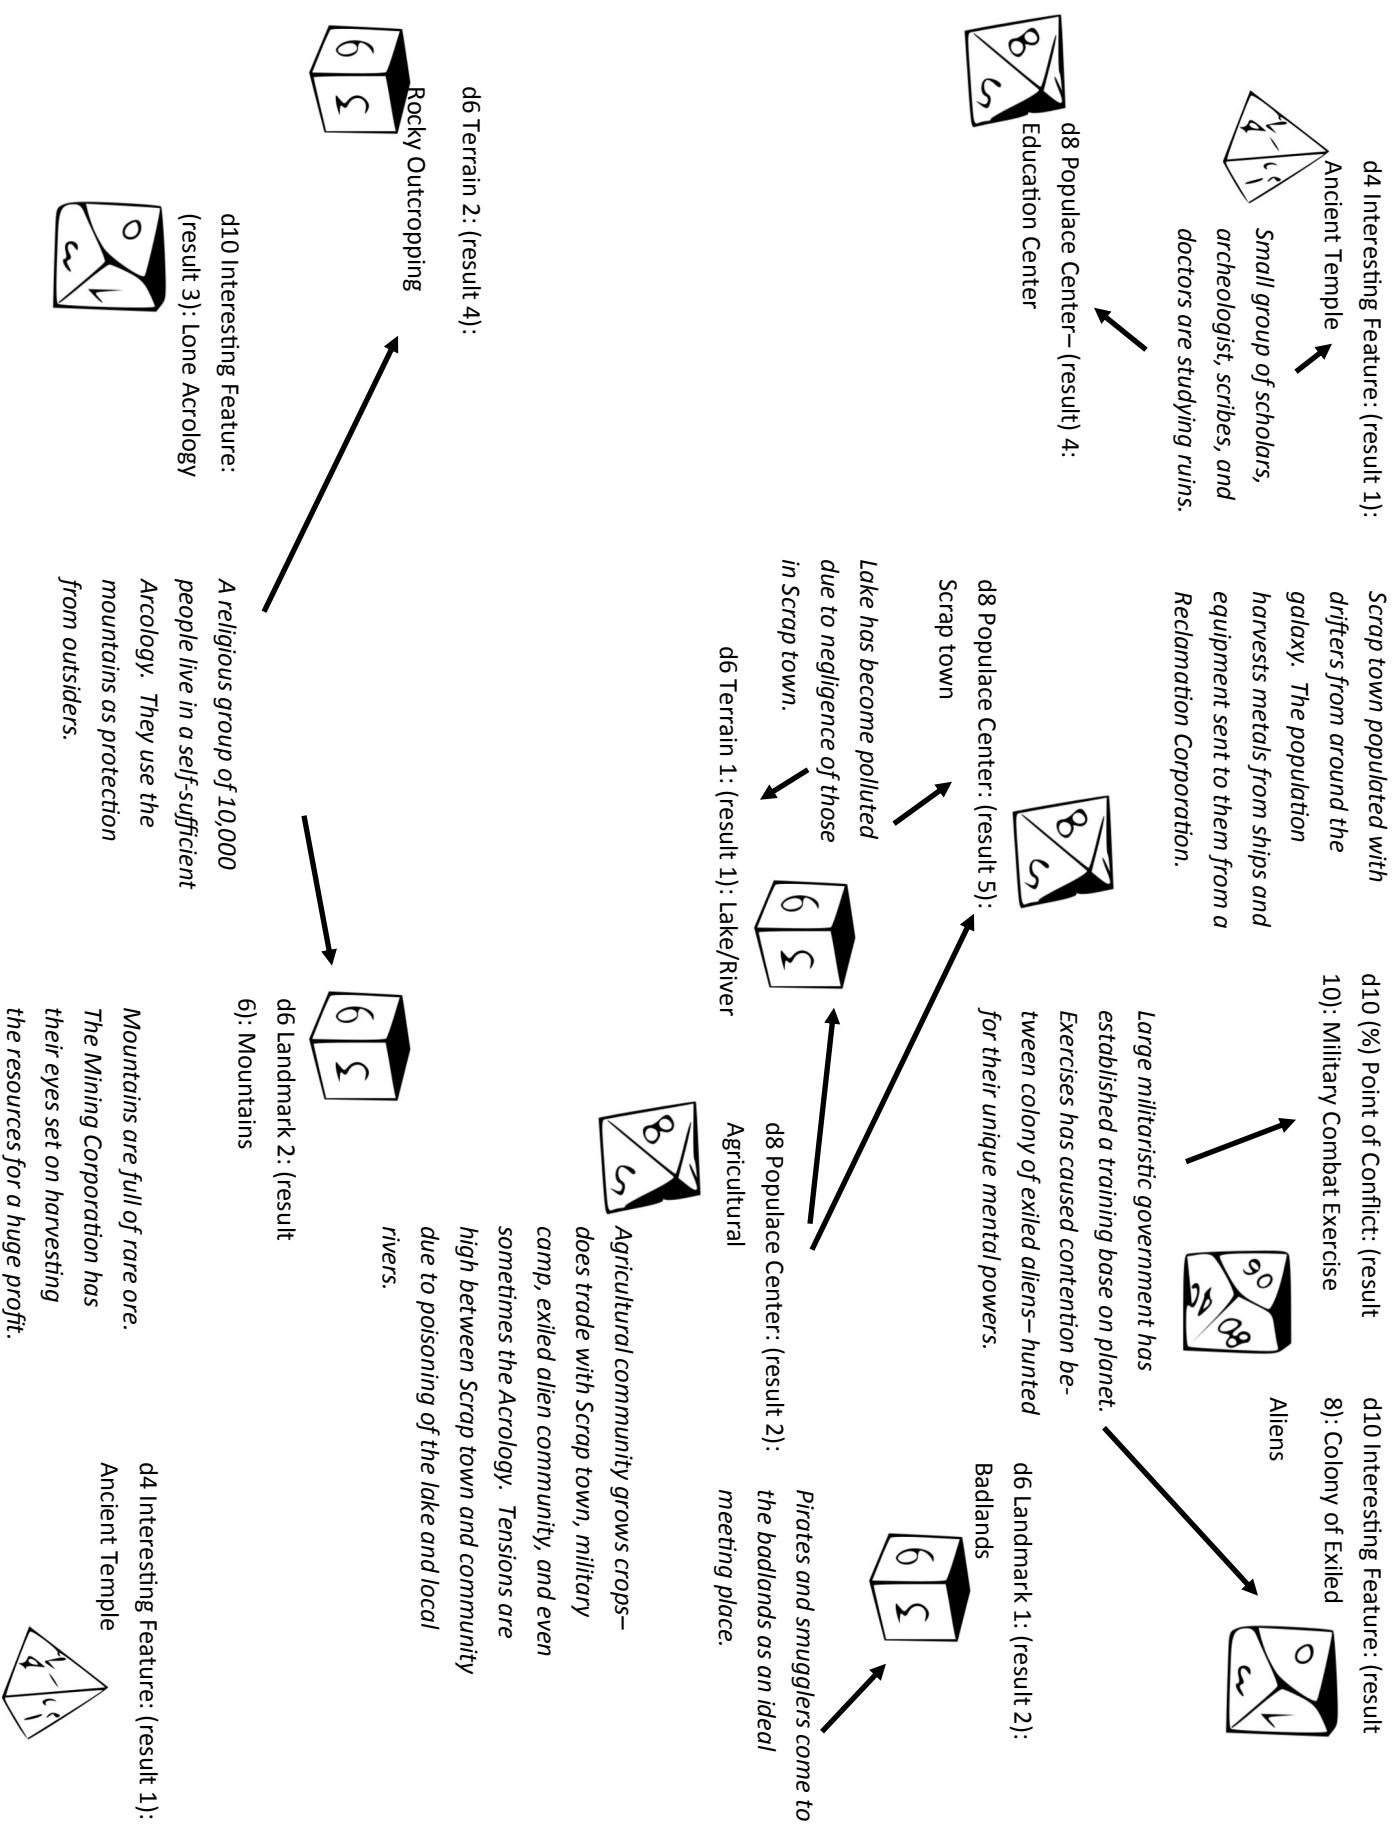 d4 Interesting Feature: (result 1):
Ancient Temple
Small group of scholars,
archeologist, scribes, and
doctors are studying ruins.
d8 Populace Center– (result) 4:
Education Center
Scrap town populated with
drifters from around the
galaxy.  The population
harvests metals from ships and
equipment sent to them from a
Reclamation Corporation.
d8 Populace Center: (result 5):
Scrap town
Lake has become polluted
due to negligence of those
in Scrap town.
d6 Terrain 1: (result 1): Lake/River
d10 (%) Point of Conflict: (result
10): Military Combat Exercise
Large militaristic government has
established a training base on planet.
Exercises has caused contention be-
tween colony of exiled aliens– hunted
for their unique mental powers.
d10 Interesting Feature: (result
8): Colony of Exiled
Aliens
d6 Landmark 1: (result 2):
Badlands
Pirates and smugglers come to
the badlands as an ideal
meeting place.
d8 Populace Center: (result 2):
Agricultural
Agricultural community grows crops–
does trade with Scrap town, military
camp, exiled alien community, and even
sometimes the Acrology.  Tensions are
high between Scrap town and community
due to poisoning of the lake and local
rivers.
d6 Terrain 2: (result 4):
Rocky Outcropping
d10 Interesting Feature:
(result 3): Lone Acrology
A religious group of 10,000
people live in a self-sufficient
Arcology.  They use the
mountains as protection
from outsiders.
d6 Landmark 2: (result
6): Mountains
Mountains are full of rare ore.
The Mining Corporation has
their eyes set on harvesting
the resources for a huge profit.
d4 Interesting Feature: (result 1):
Ancient Temple